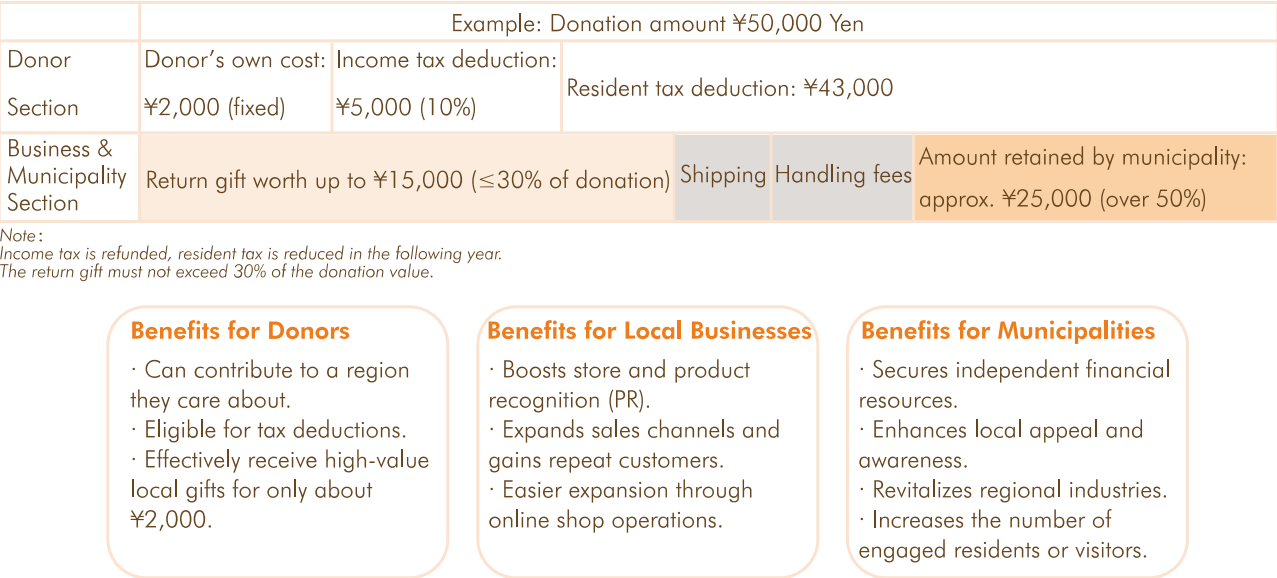 Example: Donation amount ¥50,000 Yen
Donor
Section
Donor's own cost:
¥2,000 (fixed)
Income tax deduction:
¥5,000 (10%)
Resident tax deduction: ¥43,000
Business &
Municipality
Section
Return gift worth up to ¥15,000 (≤30% of donation)
Shipping
Handling fees
Amount retained by municipality:
approx. ¥25,000 (over 50%)
Note:
Income tax is refunded, resident tax is reduced in the following year.
The return gift must not exceed 30% of the donation value.
Benefits for Donors
· Can contribute to a region
they care about.
· Eligible for tax deductions.
· Effectively receive high-value
local gifts for only about
¥2,000.
Benefits for Local Businesses
· Boosts store and product
recognition (PR).
· Expands sales channels and
gains repeat customers.
· Easier expansion through
online shop operations.
Benefits for Municipalities
· Secures independent financial
resources.
· Enhances local appeal and
awareness.
· Revitalizes regional industries.
· Increases the number of
engaged residents or visitors.